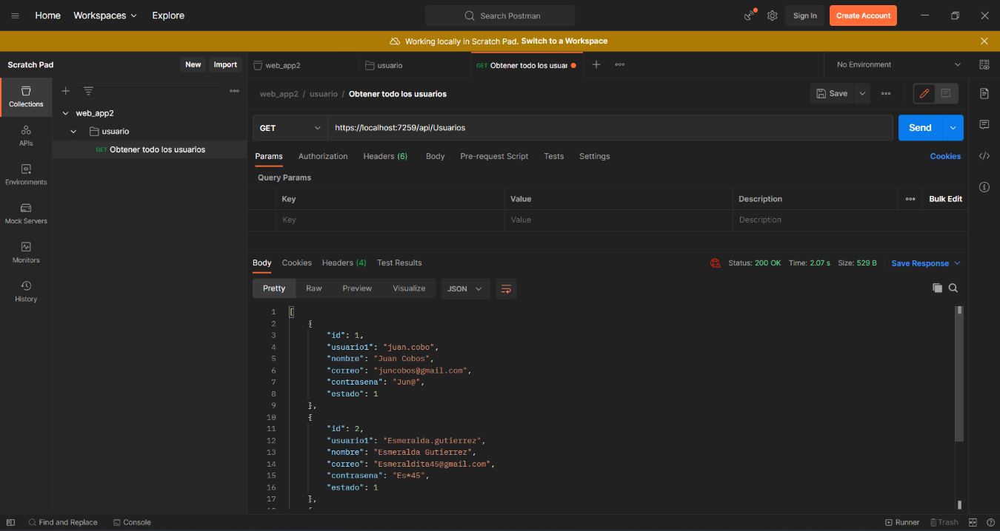 Home Workspaces Explore Search Postman Sign In Create Account
Working locally in Scratch Pad. Switch to a Workspace
Scratch Pad New Import web_app2 usuario GET Obtener todo los usuar No Environment
Collections
APIs
Environments
Mock Servers
Monitors
History
web_app2
usuario
GET Obtener todo los usuarios
web_app2 / usuario / Obtener todo los usuarios Save
GET https://localhost:7259/api/Usuarios Send
Params Authorization Headers (6) Body Pre-request Script Tests Settings Cookies
Query Params
Key Value Description Bulk Edit
Key Value Description
Body Cookies Headers (4) Test Results Status: 200 OK Time: 2.07 s Size: 529 B Save Response
Pretty Raw Preview Visualize JSON
1 [
2 {
3 "id": 1,
4 "usuario1": "juan.cobo",
5 "nombre": "Juan Cobos",
6 "correo": "juncobos@gmail.com",
7 "contrasena": "Jun@",
8 "estado": 1
9 },
10 {
11 "id": 2,
12 "usuario1": "Esmeralda.gutierrez",
13 "nombre": "Esmeralda Gutierrez",
14 "correo": "Esmeraldita45@gmail.com",
15 "contrasena": "Es*45",
16 "estado": 1
17 },
Find and Replace Console Runner Trash